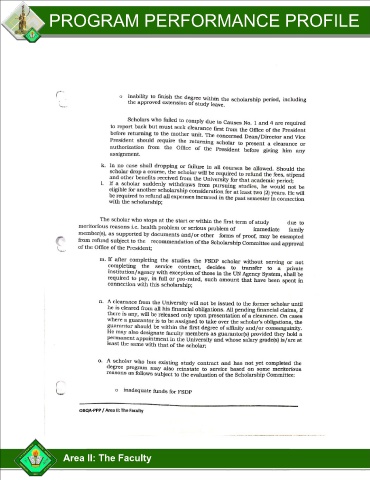 PROGRAM PERFORMANCE PROFILE
o inability to finish the degree within the scholarship period, including
the approved extension of study leave.
Scholars who failed to comply due to Causes No. 1 and 4 are required
to report back but must seek clearance first from the Office of the President
before returning to the mother unit. The concerned Dean/Director and Vice
President should require the returning scholar to present a clearance or
authorization from the Office of the President before giving him any
assignment.
k. In no case shall dropping or failure in all courses be allowed. Should the
scholar drop a course, the scholar will be required to refund the fees, stipend
and other benefits received from the University for that academic period;
l. If a scholar suddenly withdraws from pursuing studies, he would not be
eligible for another scholarship consideration for at least two (2) years. He will
be required to refund all expenses incurred in the past semester in connection
with the scholarship;
The scholar who stops at the start or within the first term of study due to
meritorious reasons i.e. health problem or serious problem of immediate family
member(s), as supported by documents and/or other forms of proof, may be exempted
from refund subject to the recommendation of the Scholarship Committee and approval
of the Office of the President;
m. If after completing the studies the FSDP scholar without serving or not
completing the service contract, decides to transfer to a private
institution/agency with exception of those in the UN Agency System, shall be
required to pay, in full or pro-rated, such amount that have been spent in
connection with this scholarship;
n. A clearance from the University will not be issued to the former scholar until
he is cleared from all his financial obligations. All pending financial claims, if
there is any, will be released only upon presentation of a clearance. On cases
where a guarantor is to be assigned to take over the scholar's obligations, the
guarantor should be within the first degree of affinity and/or consanguinity.
He may also designate faculty members as guarantor(s) provided they hold a
permanent appointment in the University and whose salary grade(s) is/are at
least the same with that of the scholar;
o. A scholar who has existing study contract and has not yet completed the
degree program may also reinstate to service based on some meritorious
reasons as follows subject to the evaluation of the Scholarship Committee:
o inadequate funds for FSDP
OBQA-PPP / Area II: The Faculty
Area II: The Faculty